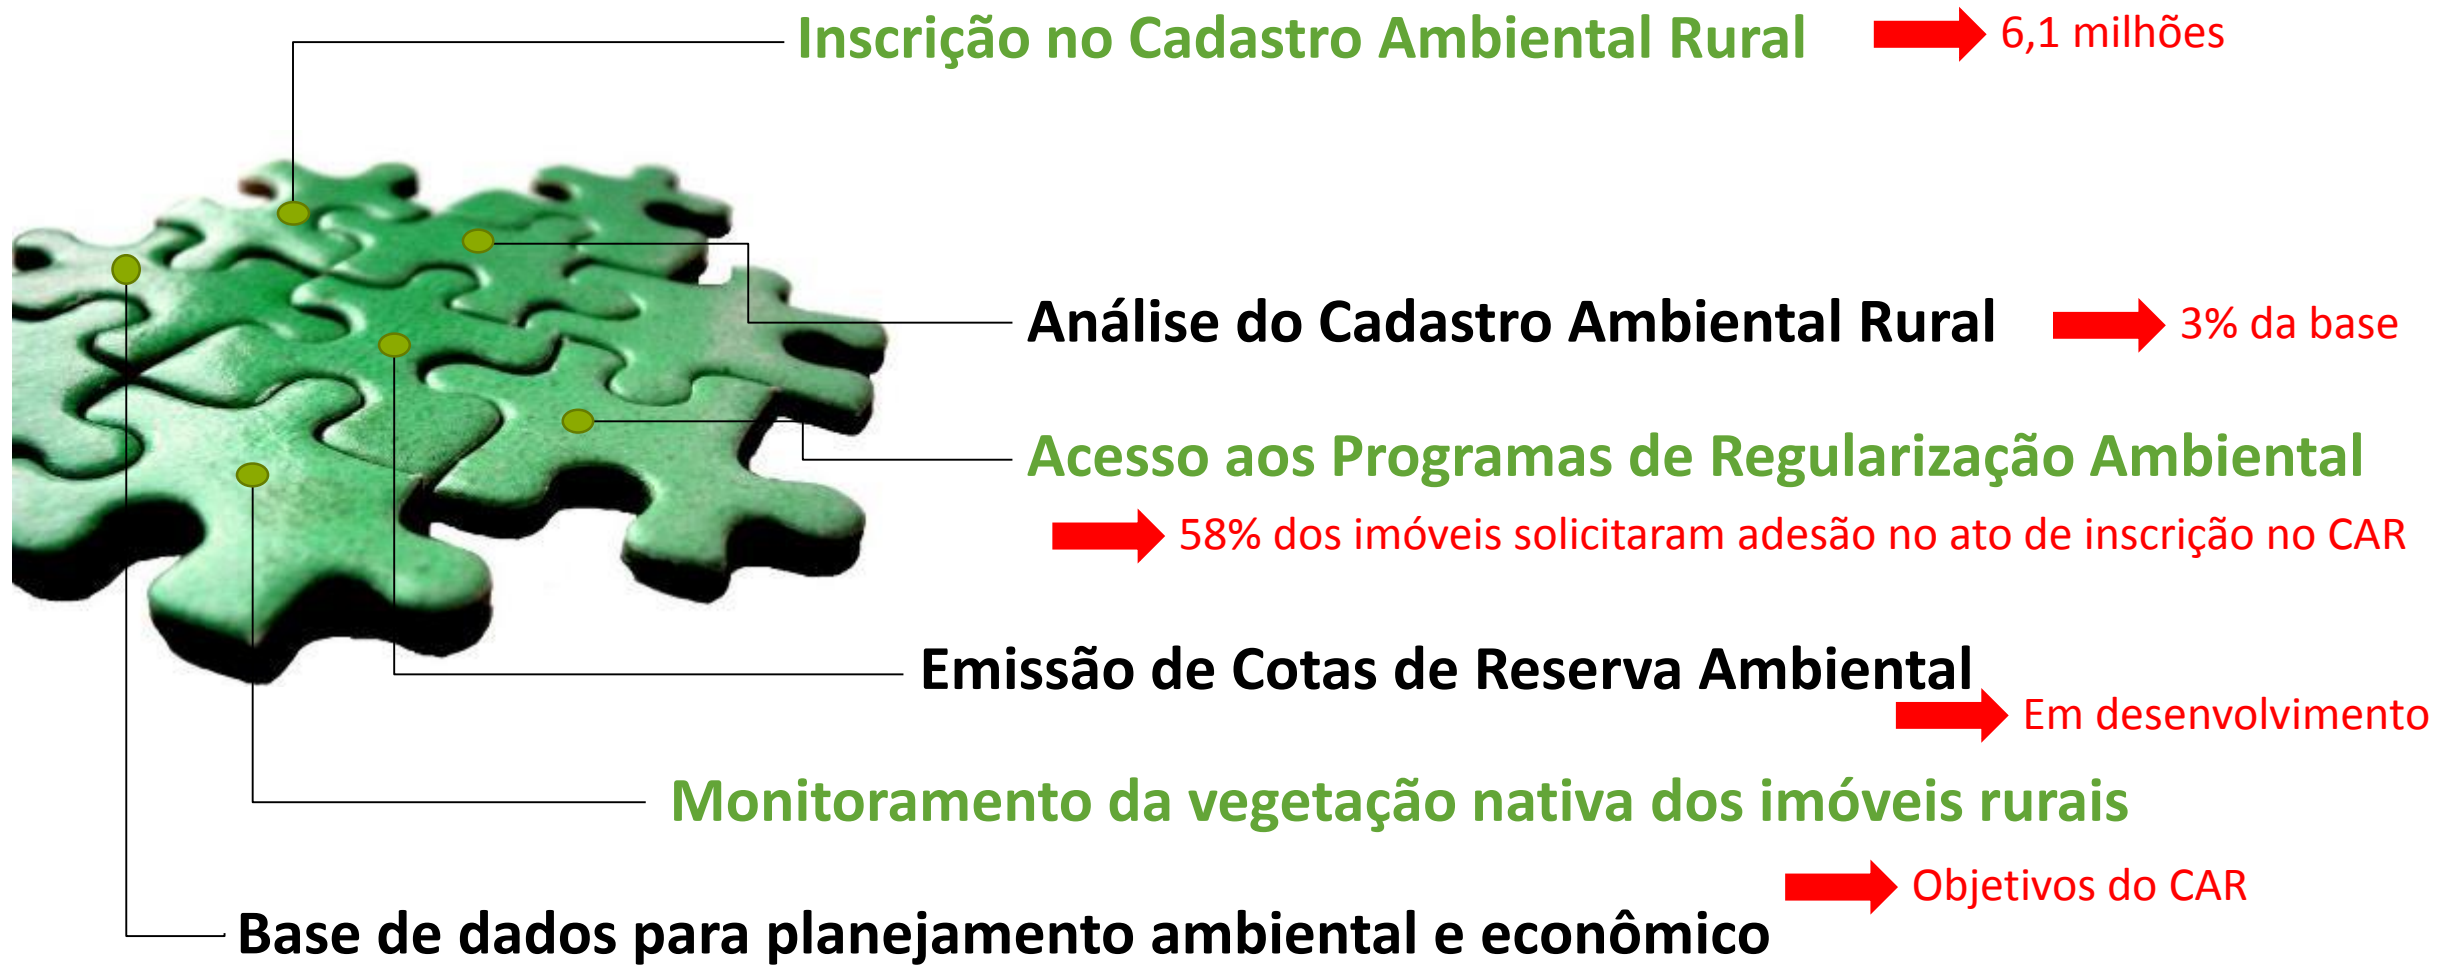 Inscrição no Cadastro Ambiental Rural
6,1 milhões
Análise do Cadastro Ambiental Rural
3% da base
Acesso aos Programas de Regularização Ambiental
58% dos imóveis solicitaram adesão no ato de inscrição no CAR
Emissão de Cotas de Reserva Ambiental
Em desenvolvimento
Monitoramento da vegetação nativa dos imóveis rurais
Objetivos do CAR
Base de dados para planejamento ambiental e econômico